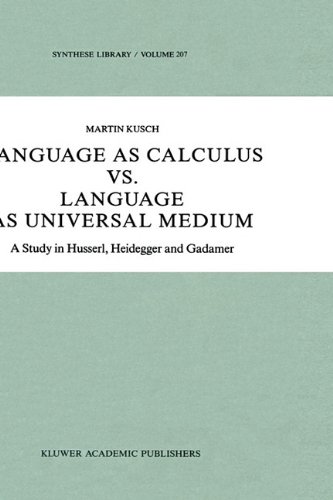 SYNTHESE LIBRARY / VOLUME 207
MARTIN KUSCH
ANGUAGE AS CALCULUS
VS.
LANGUAGE
AS UNIVERSAL MEDIUM
A Study in Husserl, Heidegger and Gadamer
KLUWER ACADEMIC PUBLISHERS